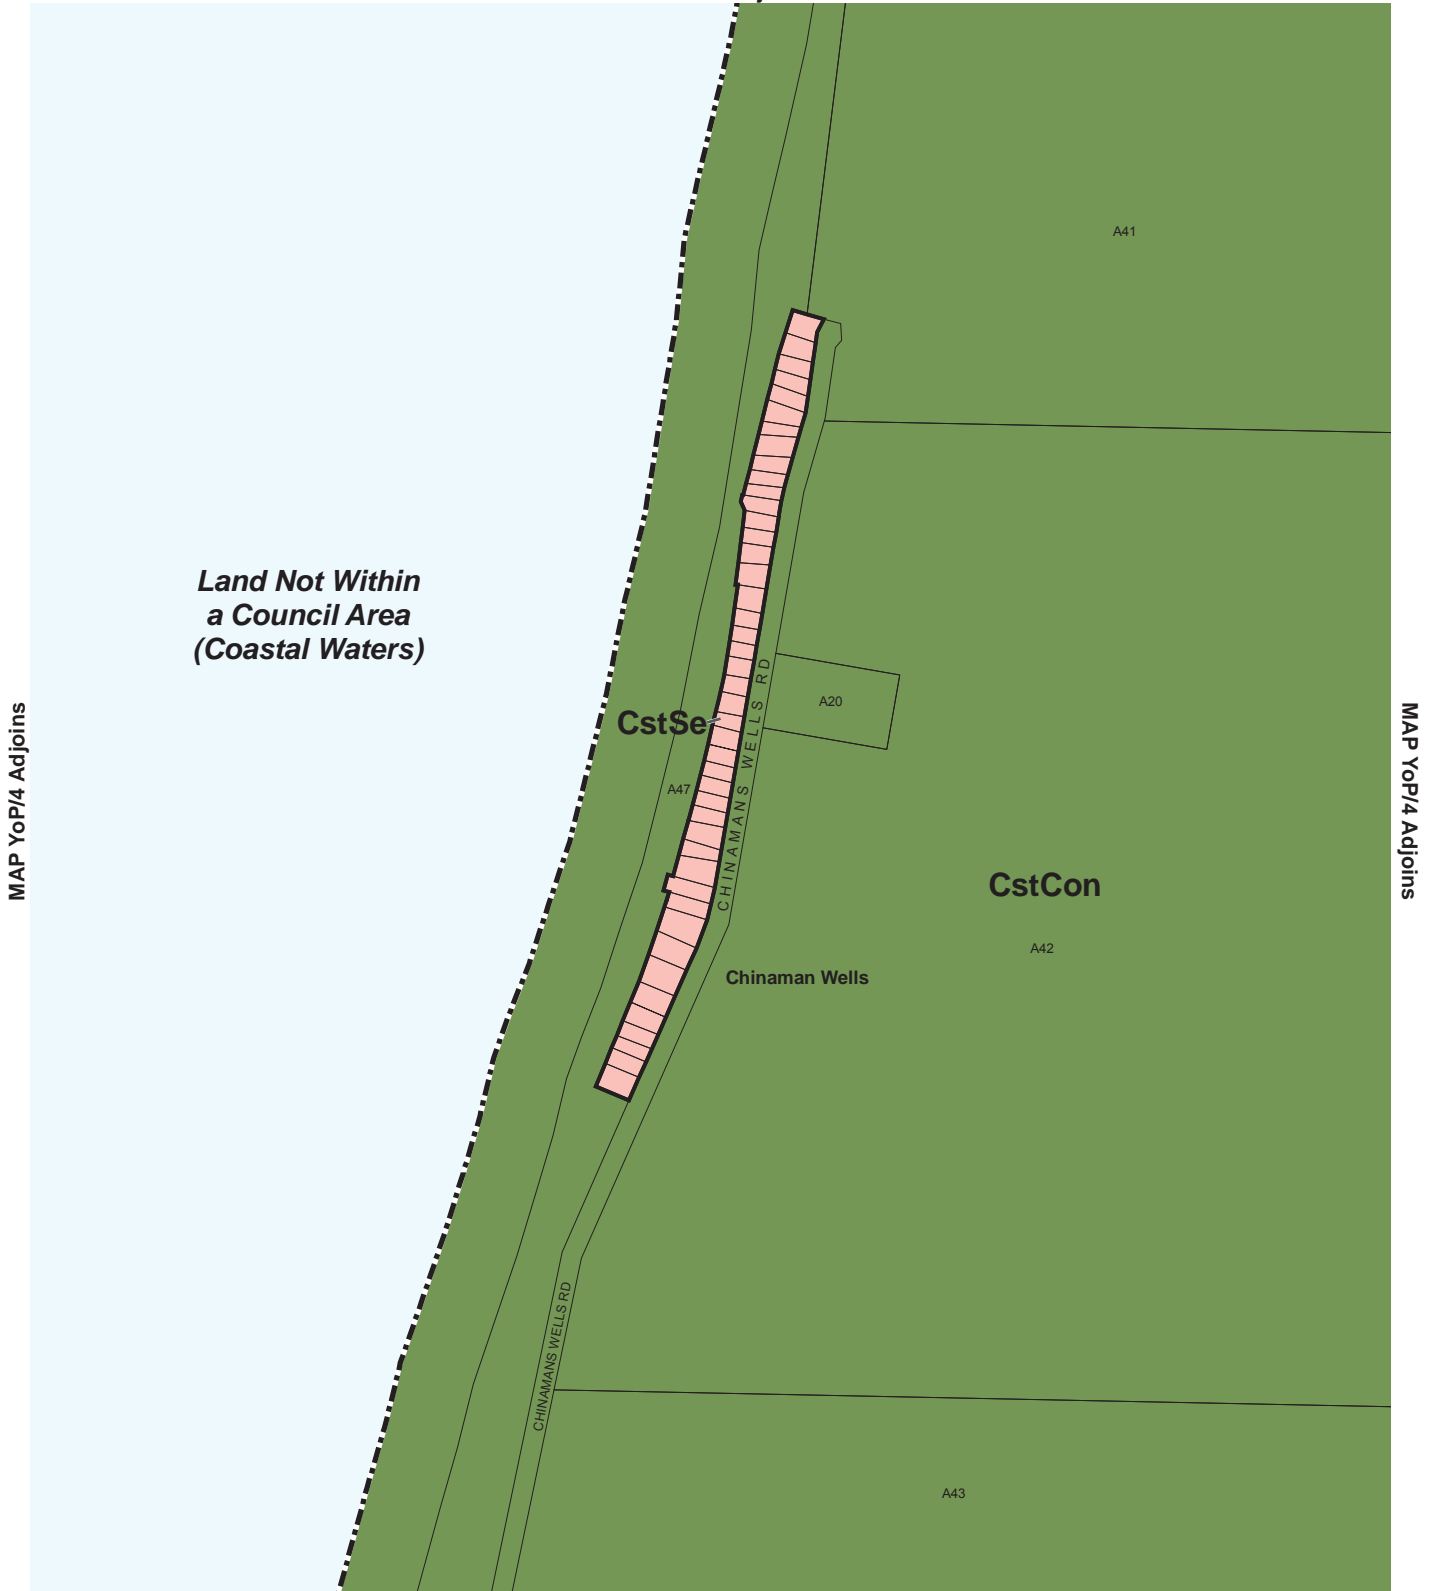 A41
Land Not Within
a Council Area
(Coastal Waters)
MAP YoP/4 Adjoins
MAP YoP/4 Adjoins
CHINAMANS WELLS RD
A20
CstSe
A47
CstCon
A42
Chinaman Wells
CHINAMANS WELLS RD
A43